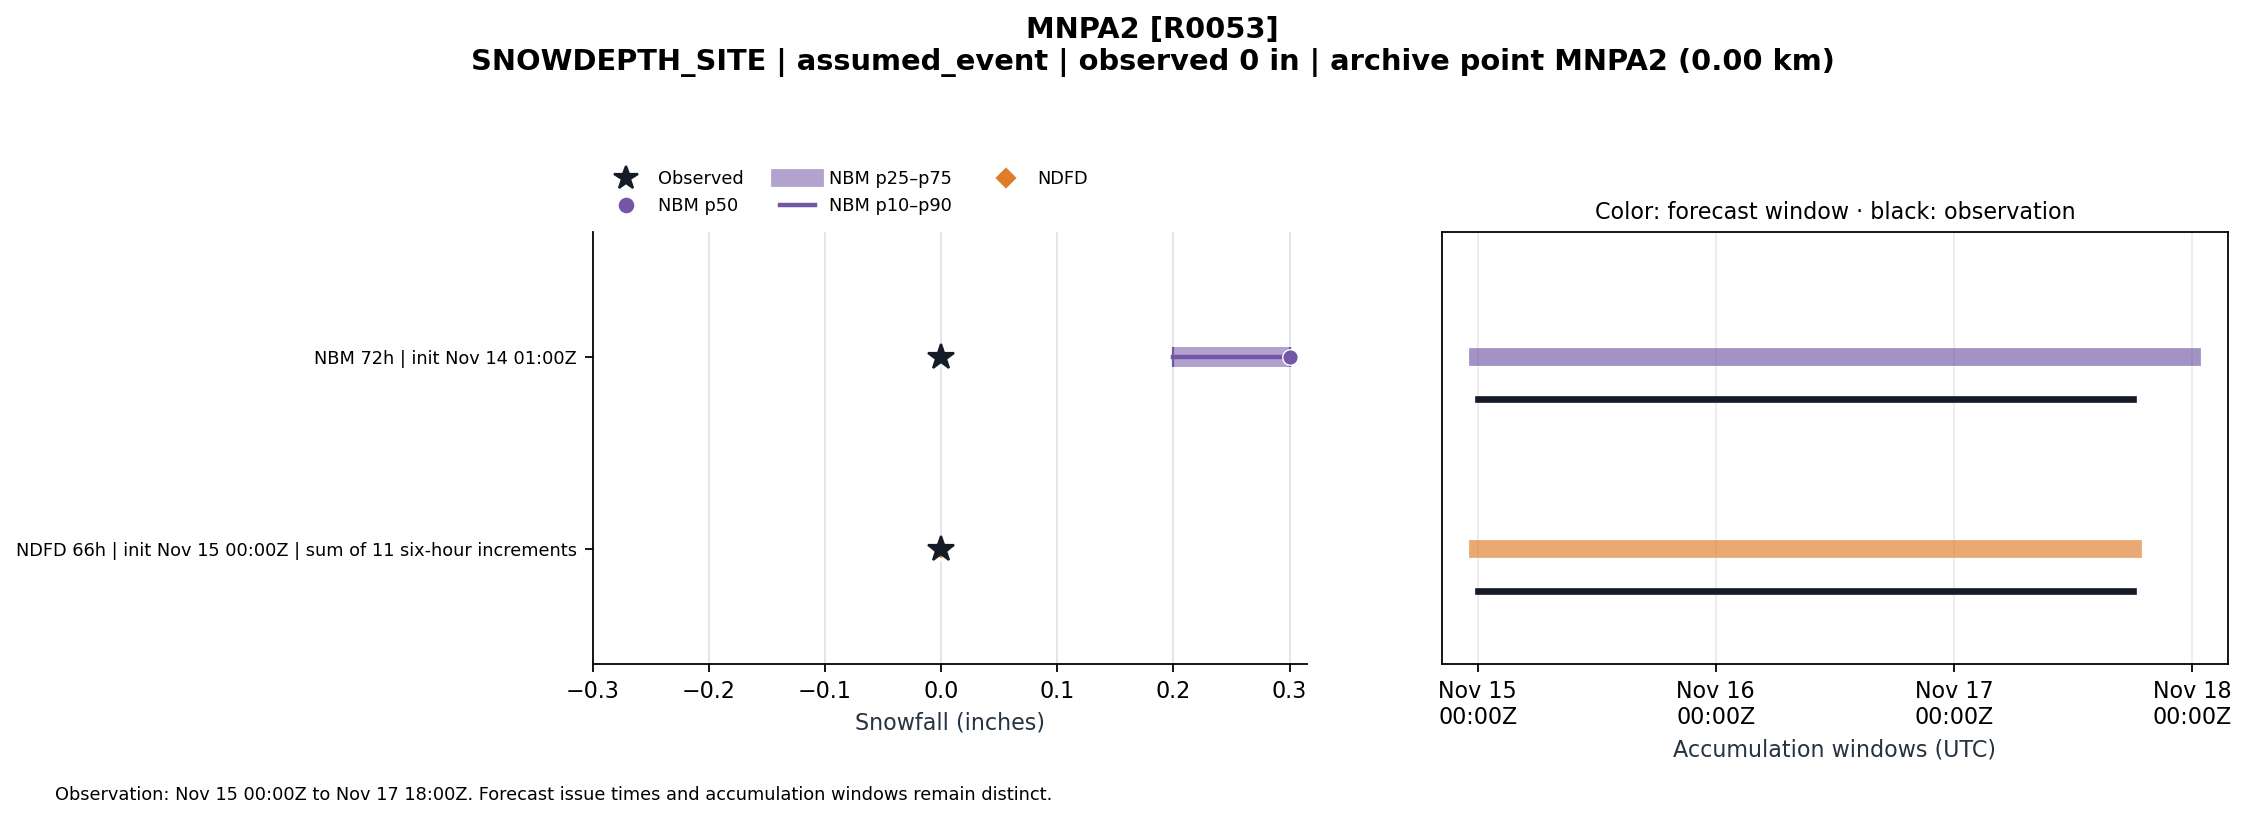 MNPA2 [R0053]
SNOWDEPTH_SITE | assumed_event | observed 0 in | archive point MNPA2 (0.00 km)
Observed
NBM p50
NBM p25–p75
NBM p10–p90
NDFD
Color: forecast window · black: observation
NBM 72h | init Nov 14 01:00Z
NDFD 66h | init Nov 15 00:00Z | sum of 11 six-hour increments
−0.3 −0.2 −0.1 0.0 0.1 0.2 0.3
Snowfall (inches)
Nov 15 Nov 16 Nov 17 Nov 18
00:00Z 00:00Z 00:00Z 00:00Z
Accumulation windows (UTC)
Observation: Nov 15 00:00Z to Nov 17 18:00Z. Forecast issue times and accumulation windows remain distinct.